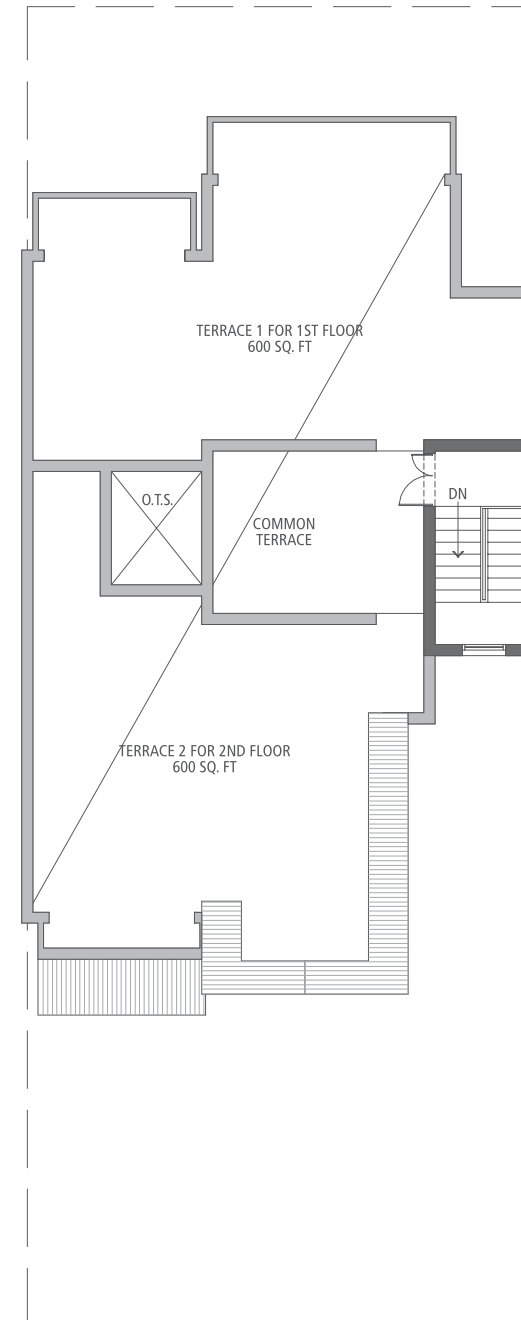 TERRACE 1 FOR 1ST FLOOR
600 SQ. FT
O.T.S.
DN
COMMON
TERRACE
TERRACE 2 FOR 2ND FLOOR
600 SQ. FT